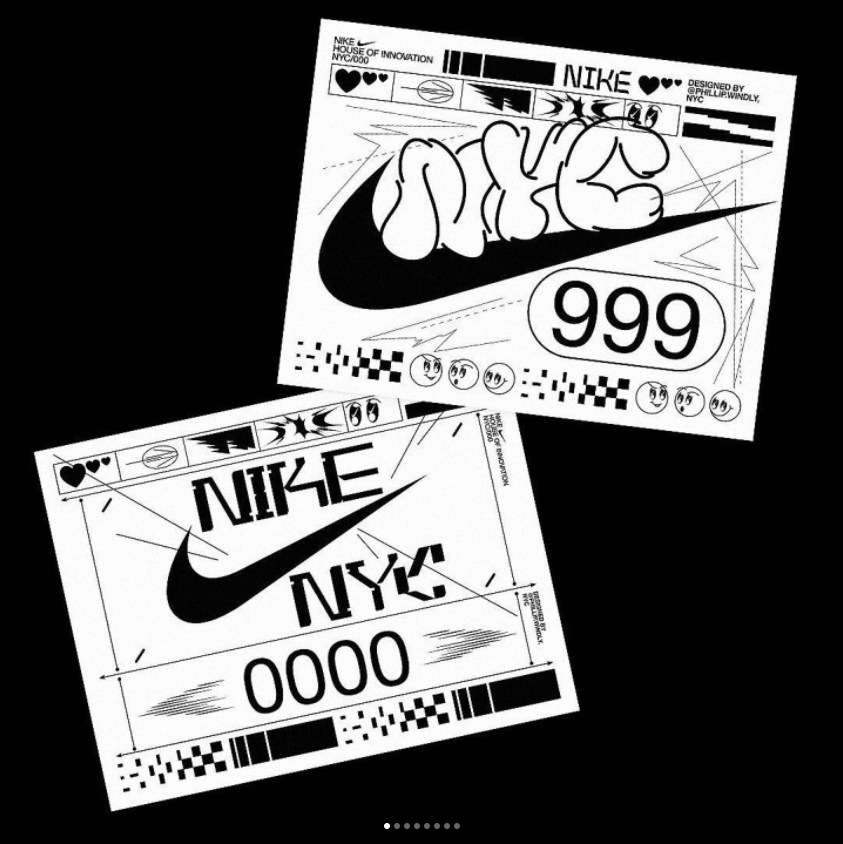 NIKE
HOUSE OF INNOVATION
NYC/000
NIKE
DESIGNED BY
@PHILLIP.WINDLY,
NYC
NYC
999
NIKE
HOUSE OF INNOVATION
NYC/000
NIKE
NYC
DESIGNED BY
@PHILLIP.WINDLY,
NYC
0000